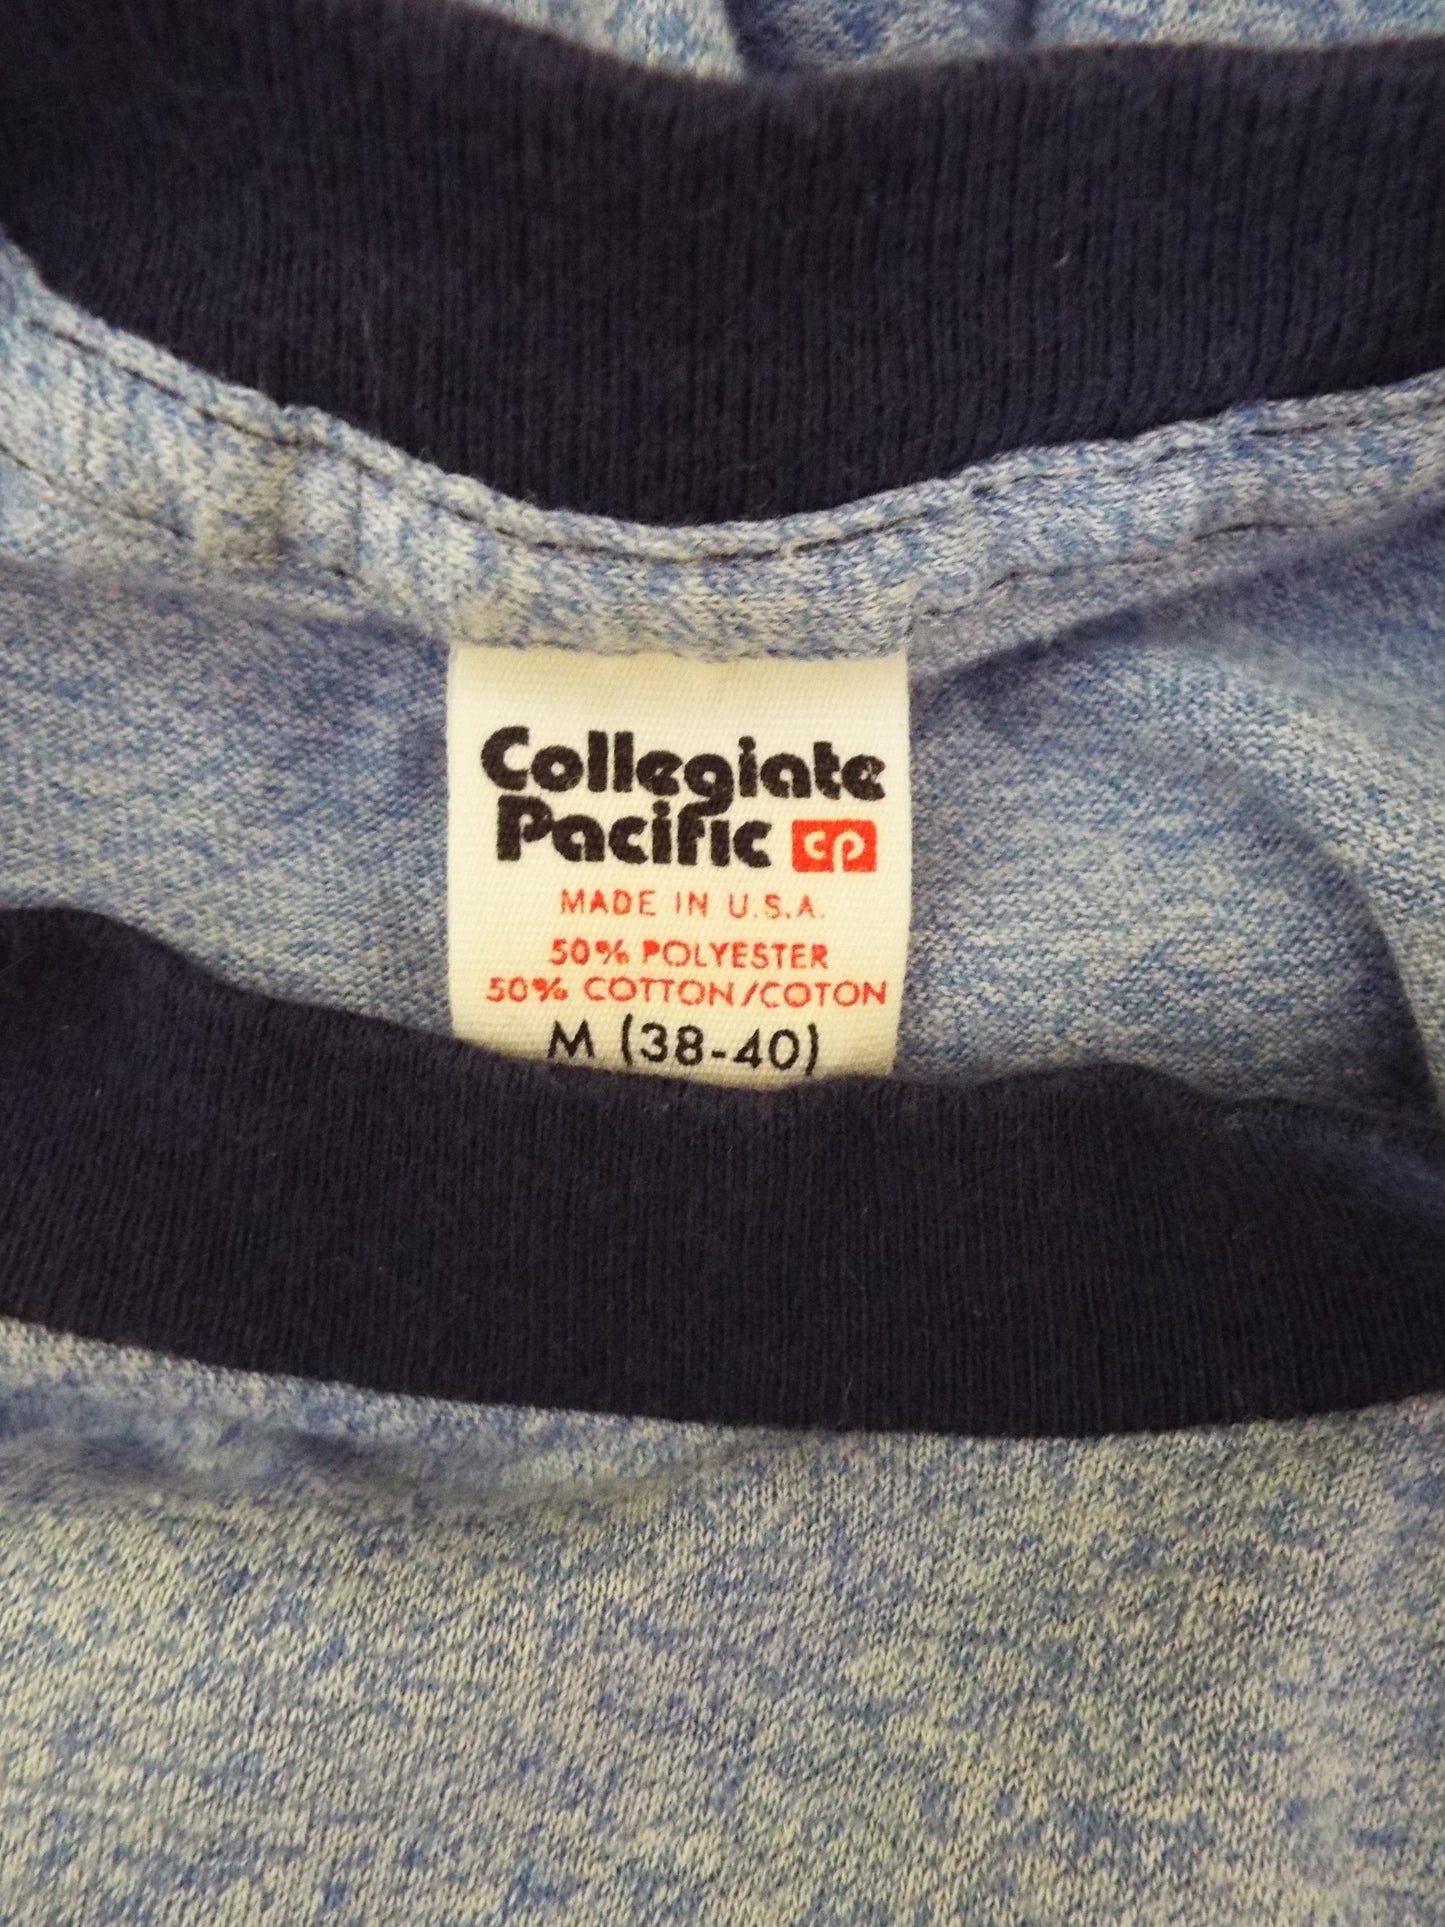 Collegiate
Pacific CP
MADE IN U.S.A.
50% POLYESTER
50% COTTON/COTON
M (38-40)